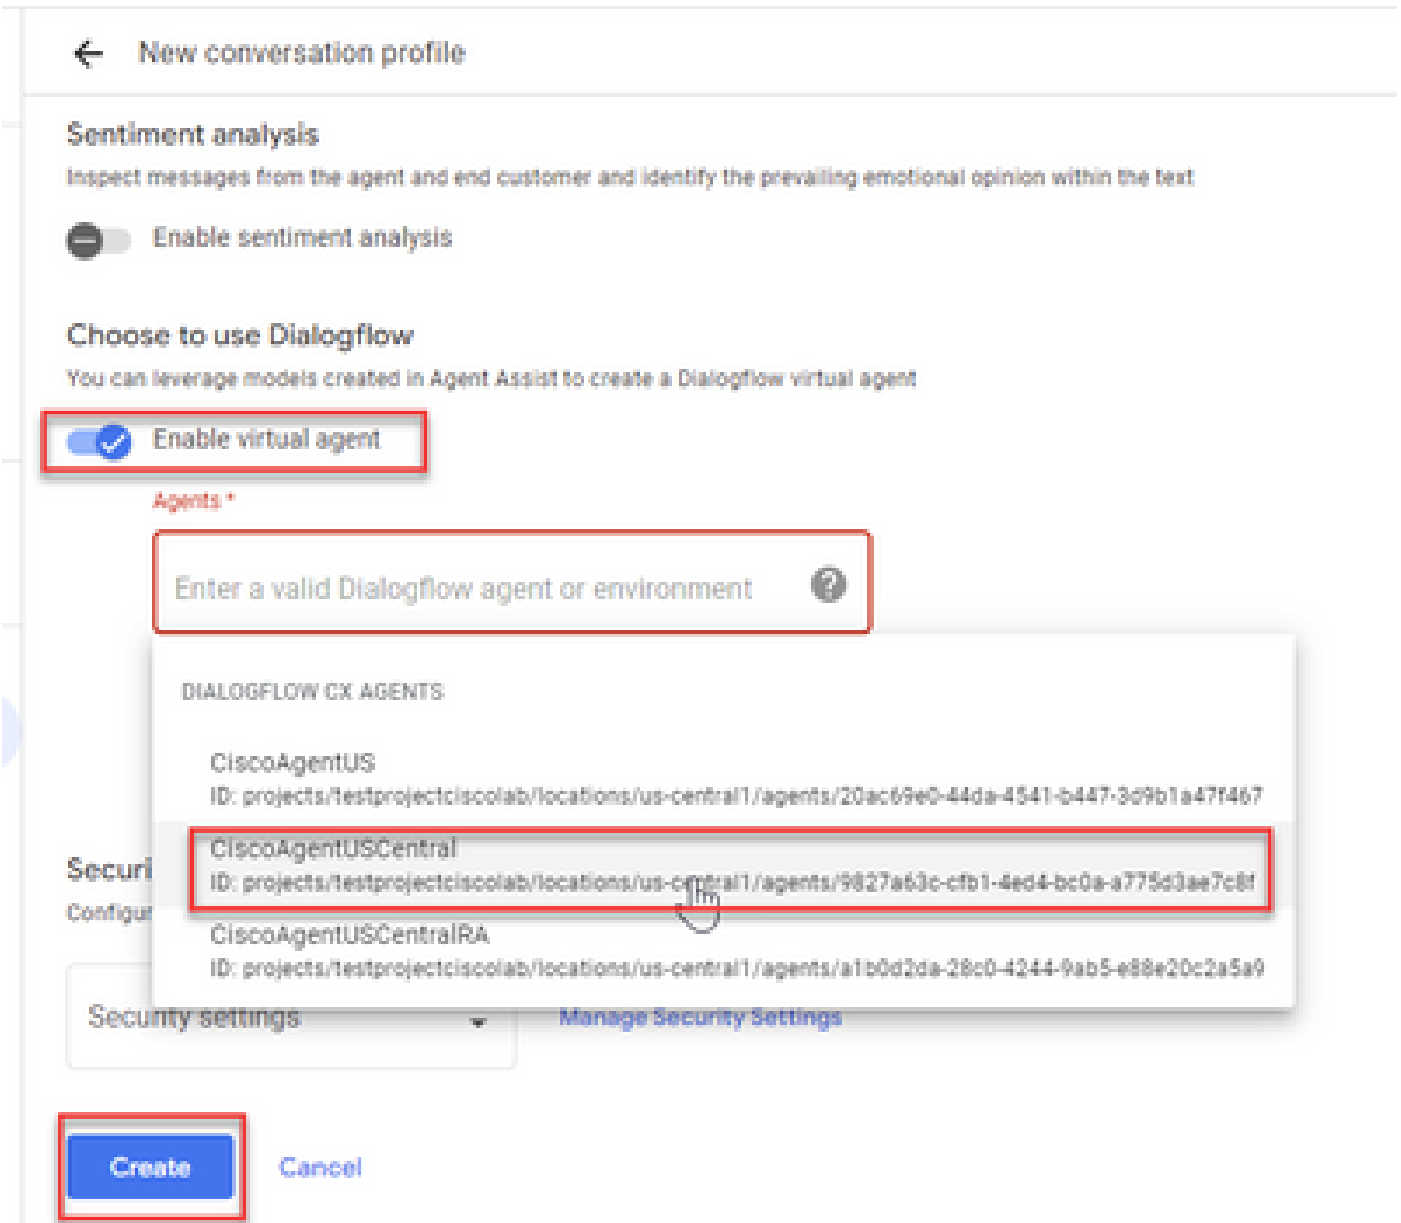 New conversation profile
Sentiment analysis
Inspect messages from the agent and end customer and identify the prevailing emotional opinion within the text
Enable sentiment analysis
Choose to use Dialogflow
You can leverage models created in Agent Assist to create a Dialogflow virtual agent
Enable virtual agent
Agents *
Enter a valid Dialogflow agent or environment
DIALOGFLOW CX AGENTS
CiscoAgentUS
ID: projects/testprojectciscolab/locations/us-central1/agents/20ac69e0-44da-4541-b447-3d9b1a47f467
CiscoAgentUSCentral
ID: projects/testprojectciscolab/locations/us-central1/agents/9827a63c-cfb1-4ed4-bc0a-a775d3ae7c8f
Securi
Configur
CiscoAgentUSCentralRA
ID: projects/testprojectciscolab/locations/us-central1/agents/a1b0d2da-28c0-4244-9ab5-e88e20c2a5a9
Security settings
Manage Security Settings
Create
Cancel